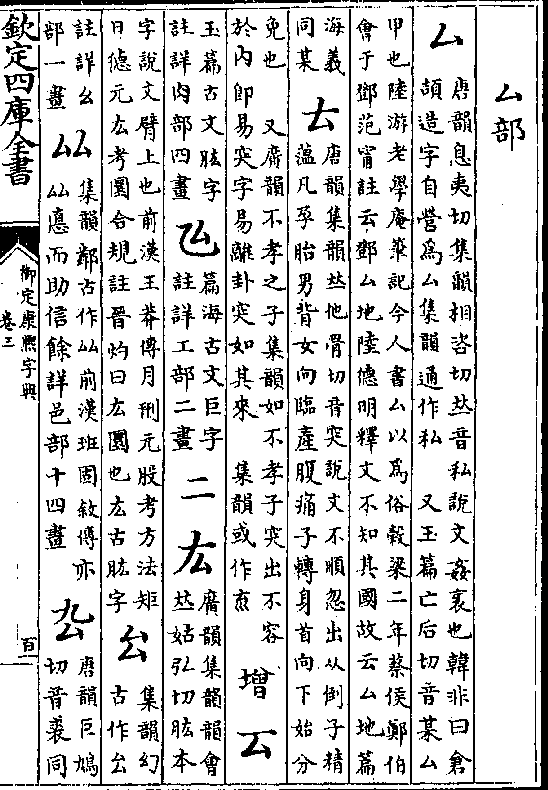 厶部
厶 唐韻息夷切集韻相咨切𠀤音私說文姦衺也韓非曰倉
頡造字自營爲厶集韻通作私 又玉篇亡后切音某厶
甲也陸游老學庵筆記今人書厶以爲俗穀梁二年蔡侯鄭伯
會于鄧范甯註云鄧厶地陸德明釋文不知其國故云厶地篇
海義
同某 𠫓 唐韻集韻𠀤他骨切音突說文不順忽出从倒子精
薀凡孕胎男背女向臨產腹痛子轉身首向下始分
免也 又廣韻不孝之子集韻如不孝子突出不容
於內卽易突字易離卦突如其來 集韻或作㐬 增 𠫔
玉篇古文肱字
註詳肉部四畫 㠪 篇海古文巨字
註詳工部二畫 二 厷 廣韻集韻韻會
𠀤姑弘切肱本
字說文臂上也前漢王莽傳月𠛬元股考方法矩
日德元厷考圜合規註晉灼曰厷圜也厷古肱字 𠫕 集韻幻
古作𠫕
註詳幺
部一畫 厸 集韻鄰古作厸前漢班固敘傳亦
厸悳而助信餘詳邑部十四畫 厹 唐韻巨鳩
切音裘同
欽定四庫全書
御定康熙字典
卷三
百一